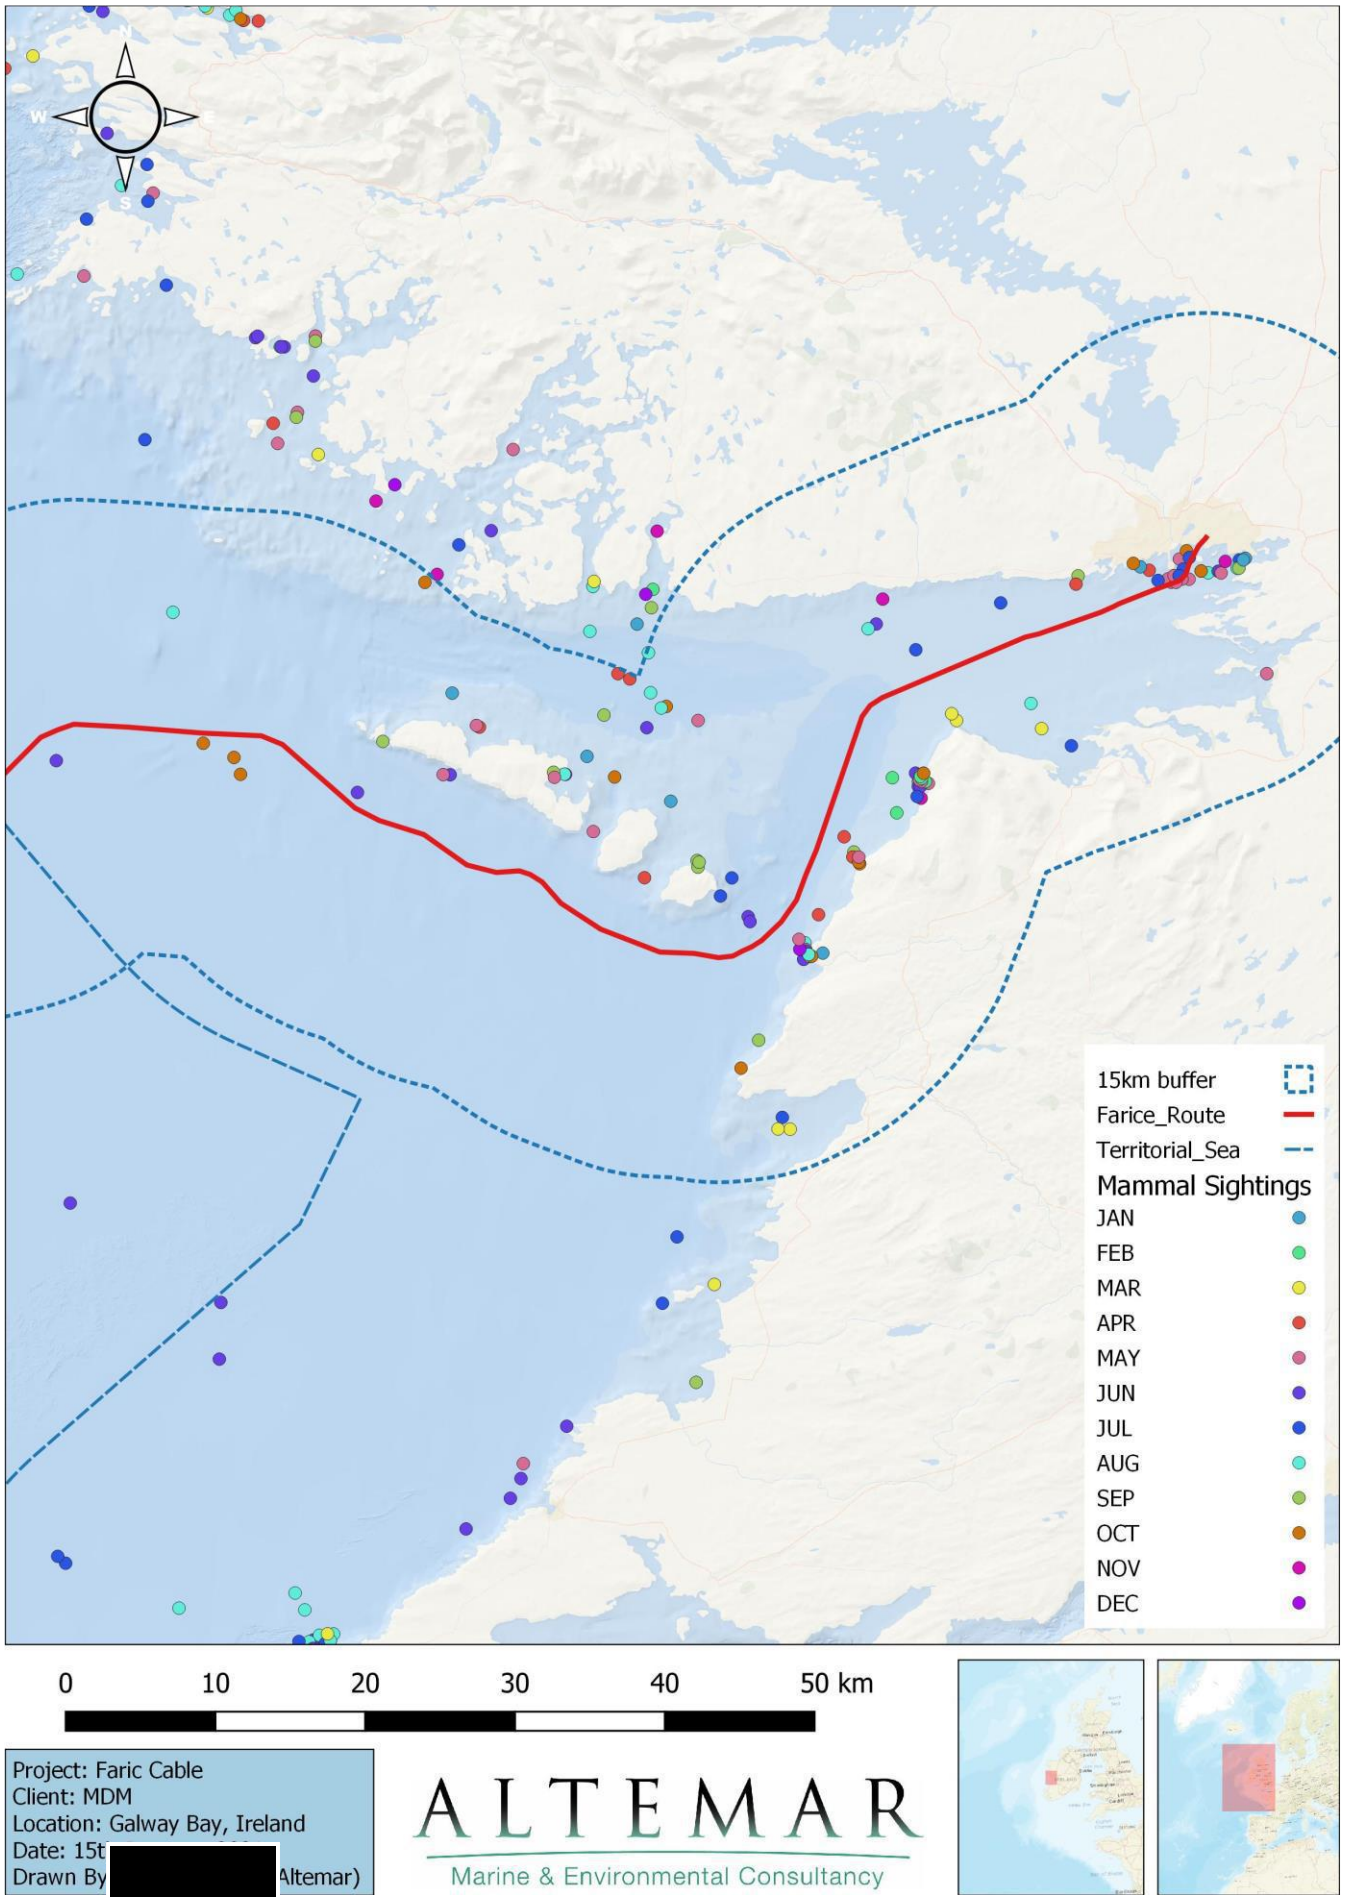 N
W
E
S
15km buffer
Farice_Route
Territorial_Sea
Mammal Sightings
JAN
FEB
MAR
APR
MAY
JUN
JUL
AUG
SEP
OCT
NOV
DEC
0 10 20 30 40 50 km
Project: Faric Cable
Client: MDM
Location: Galway Bay, Ireland
Date: 15t
Drawn By Altemar)
ALTEMAR
Marine & Environmental Consultancy